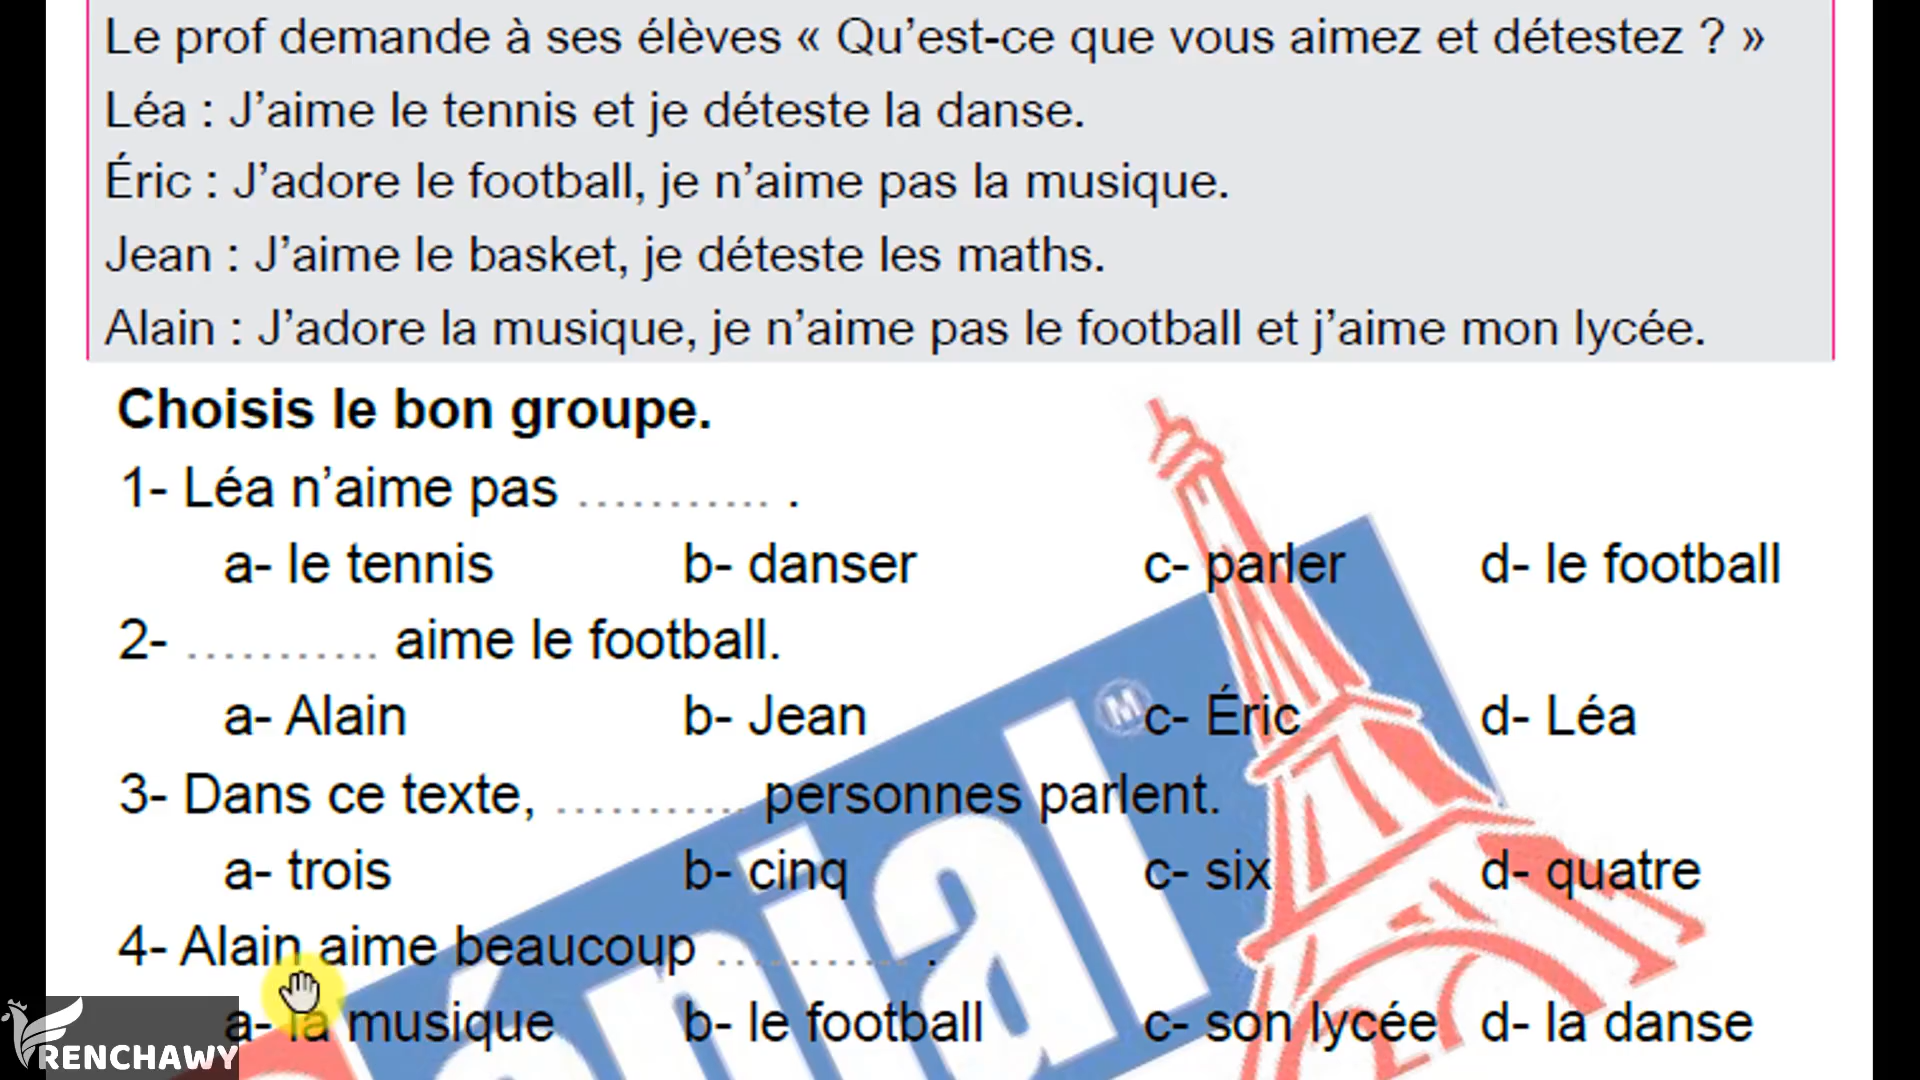 Le prof demande à ses élèves « Qu’est-ce que vous aimez et détestez ? »
Léa : J’aime le tennis et je déteste la danse.
Éric : J’adore le football, je n’aime pas la musique.
Jean : J’aime le basket, je déteste les maths.
Alain : J’adore la musique, je n’aime pas le football et j’aime mon lycée.
Choisis le bon groupe.
1- Léa n’aime pas ........... .
a- le tennis b- danser c- parler d- le football
2- ........... aime le football.
a- Alain b- Jean c- Éric d- Léa
3- Dans ce texte, ........... personnes parlent.
a- trois b- cinq c- six d- quatre
4- Alain aime beaucoup ........... .
a- la musique b- le football c- son lycée d- la danse
énial
M
RENCHAWY